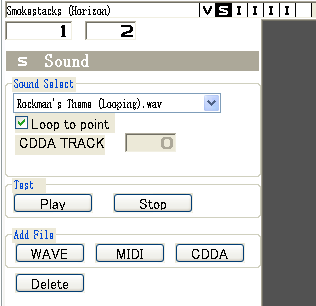 Smokestacks (Horizon) V S I I I I
1 2
S Sound
Sound Select
Rockman's Theme (Looping).wav
Loop to point
CDDA TRACK 0
Test
Play Stop
Add File
WAVE MIDI CDDA
Delete